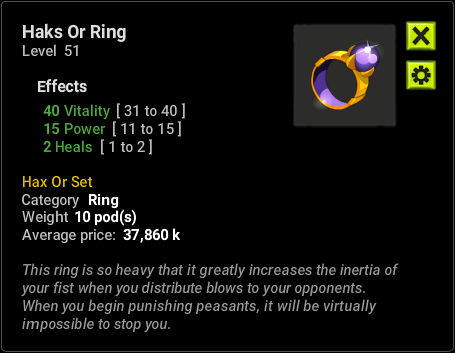 Haks Or Ring
Level 51
Effects
40 Vitality [ 31 to 40 ]
15 Power [ 11 to 15 ]
2 Heals [ 1 to 2 ]
Hax Or Set
Category Ring
Weight 10 pod(s)
Average price: 37,860 k
This ring is so heavy that it greatly increases the inertia of
your fist when you distribute blows to your opponents.
When you begin punishing peasants, it will be virtually
impossible to stop you.